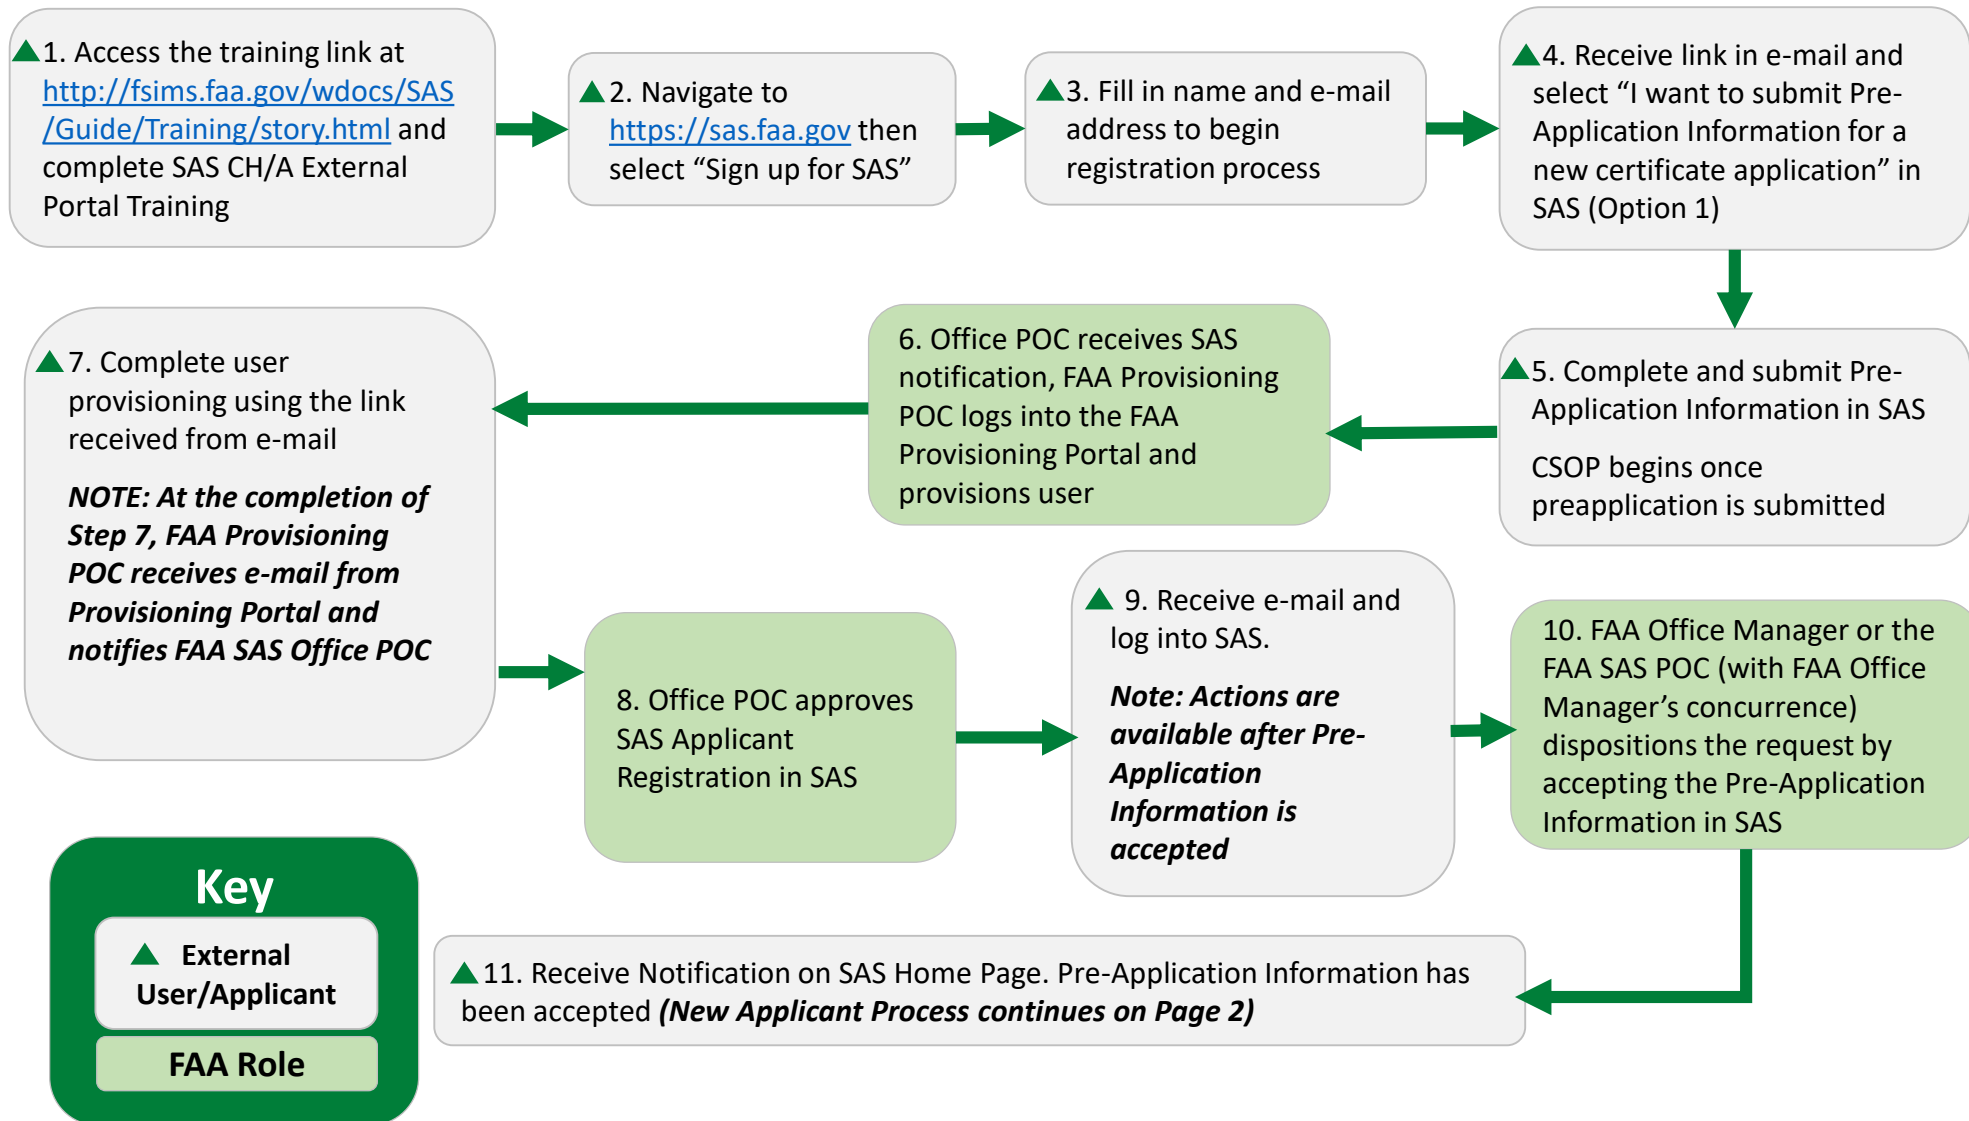 1. Access the training link at
http://fsims.faa.gov/wdocs/SAS
/Guide/Training/story.html and
complete SAS CH/A External
Portal Training
2. Navigate to
https://sas.faa.gov then
select “Sign up for SAS”
3. Fill in name and e-mail
address to begin
registration process
4. Receive link in e-mail and
select “I want to submit Pre-
Application Information for a
new certificate application” in
SAS (Option 1)
5. Complete and submit Pre-
Application Information in SAS
CSOP begins once
preapplication is submitted
6. Office POC receives SAS
notification, FAA Provisioning
POC logs into the FAA
Provisioning Portal and
provisions user
7. Complete user
provisioning using the link
received from e-mail
NOTE: At the completion of
Step 7, FAA Provisioning
POC receives e-mail from
Provisioning Portal and
notifies FAA SAS Office POC
8. Office POC approves
SAS Applicant
Registration in SAS
9. Receive e-mail and
log into SAS.
Note: Actions are
available after Pre-
Application
Information is
accepted
10. FAA Office Manager or the
FAA SAS POC (with FAA Office
Manager’s concurrence)
dispositions the request by
accepting the Pre-Application
Information in SAS
11. Receive Notification on SAS Home Page. Pre-Application Information has
been accepted (New Applicant Process continues on Page 2)
Key
External
User/Applicant
FAA Role